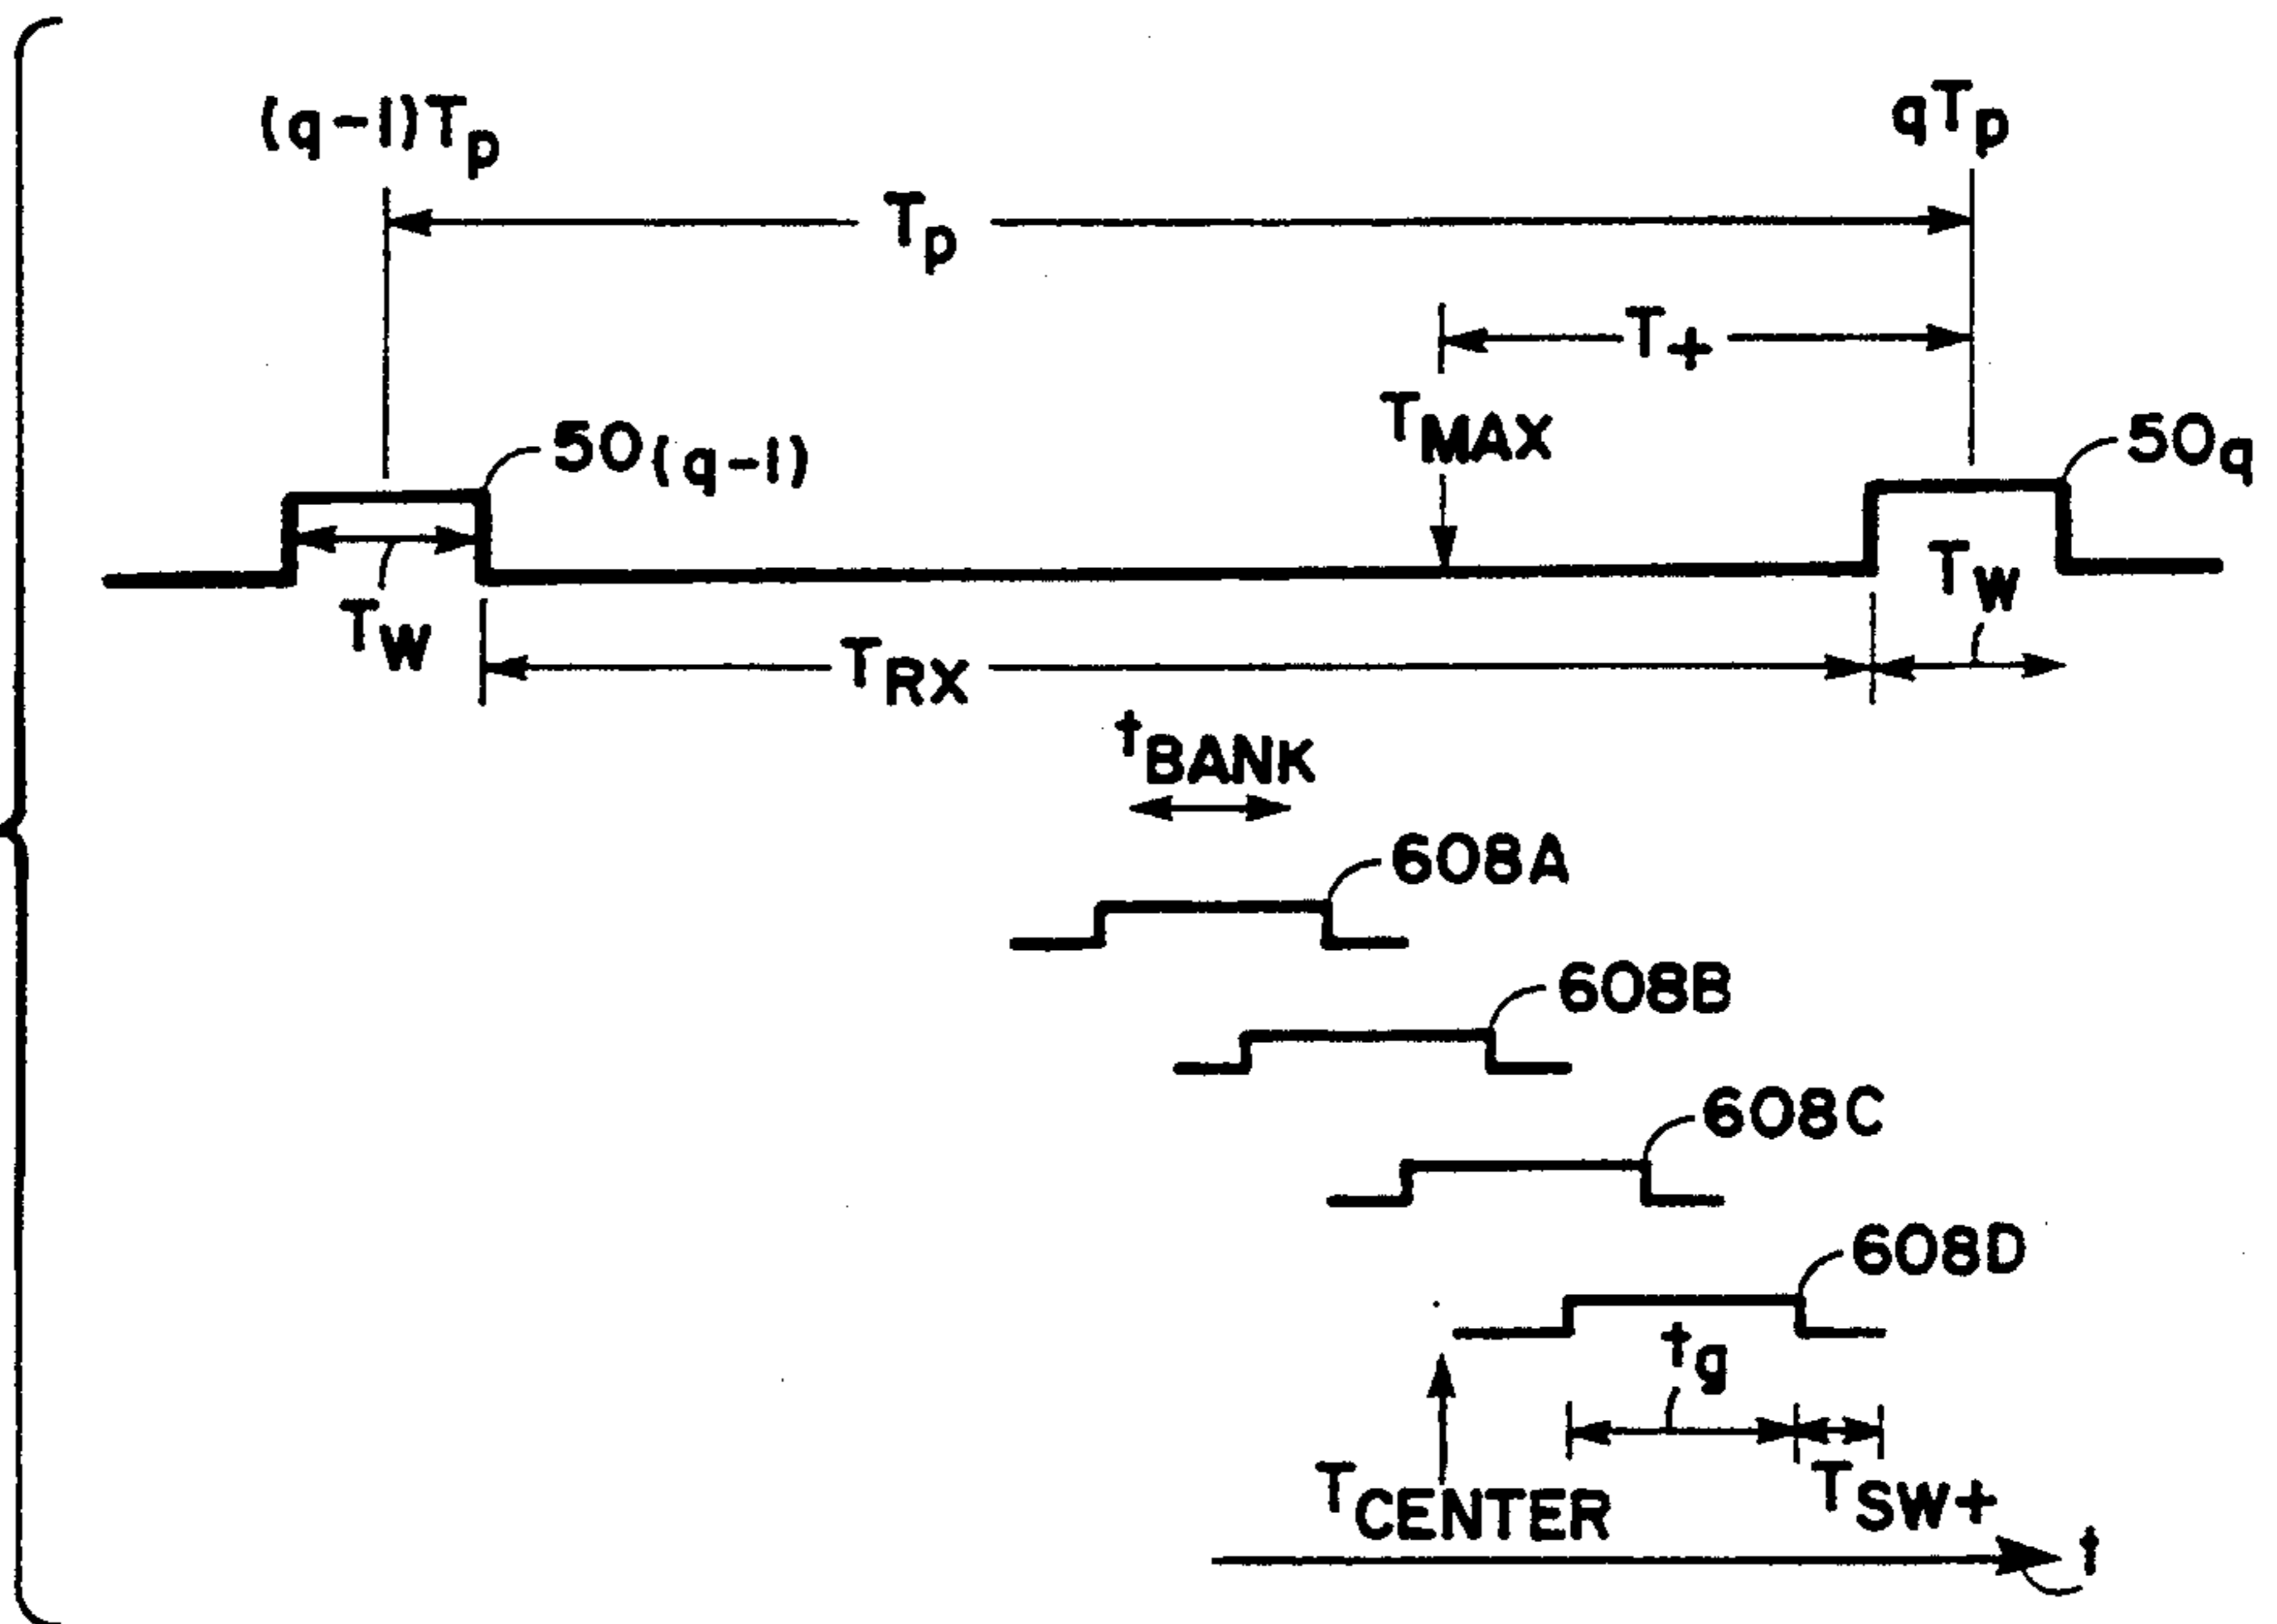 (q-1)Tp
qTp
Tp
T+
TMAX
50(q-1)
50q
TW
TW
TRX
tBANK
608A
608B
608C
608D
tg
TCENTER
TSW+
t